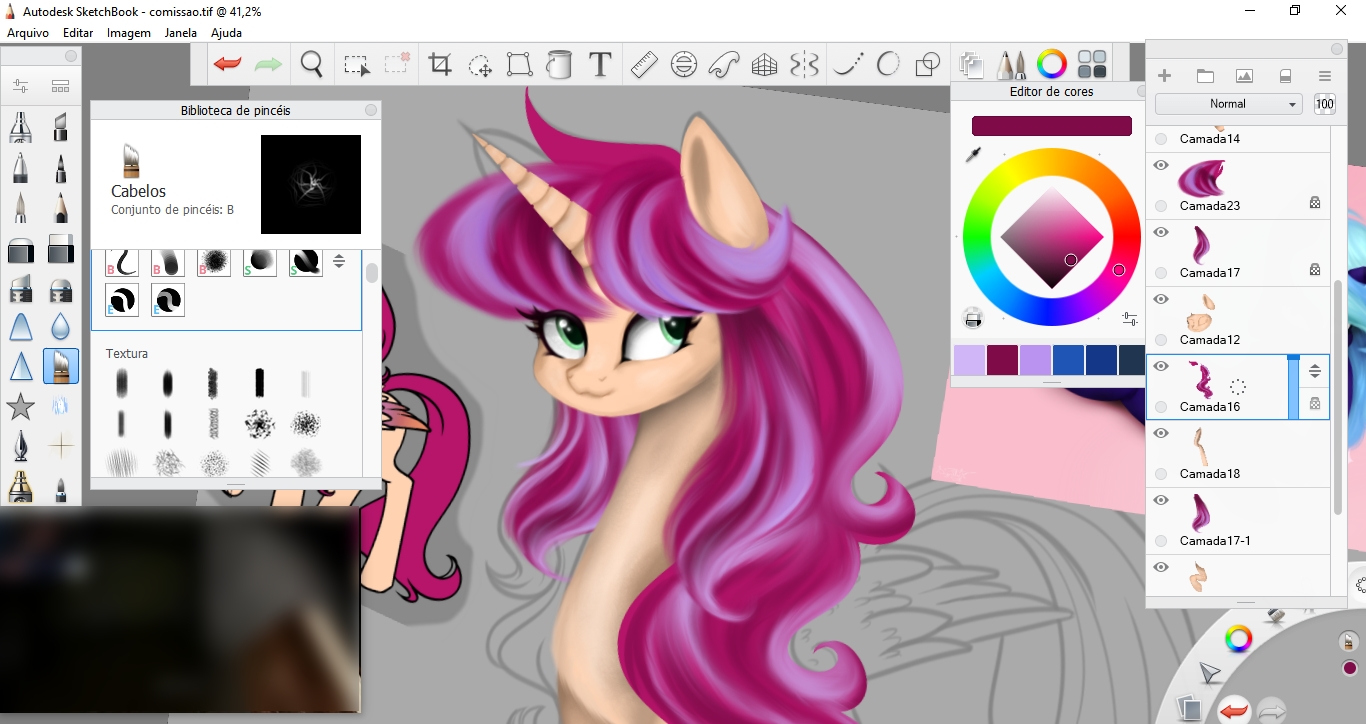 Autodesk SketchBook - comissao.tif @ 41,2%
Arquivo Editar Imagem Janela Ajuda
T
Biblioteca de pincéis
Cabelos
Conjunto de pincéis: B
B B B S S
E E
Textura
Editor de cores
Normal 100
Camada14
Camada23
Camada17
Camada12
Camada16
Camada18
Camada17-1